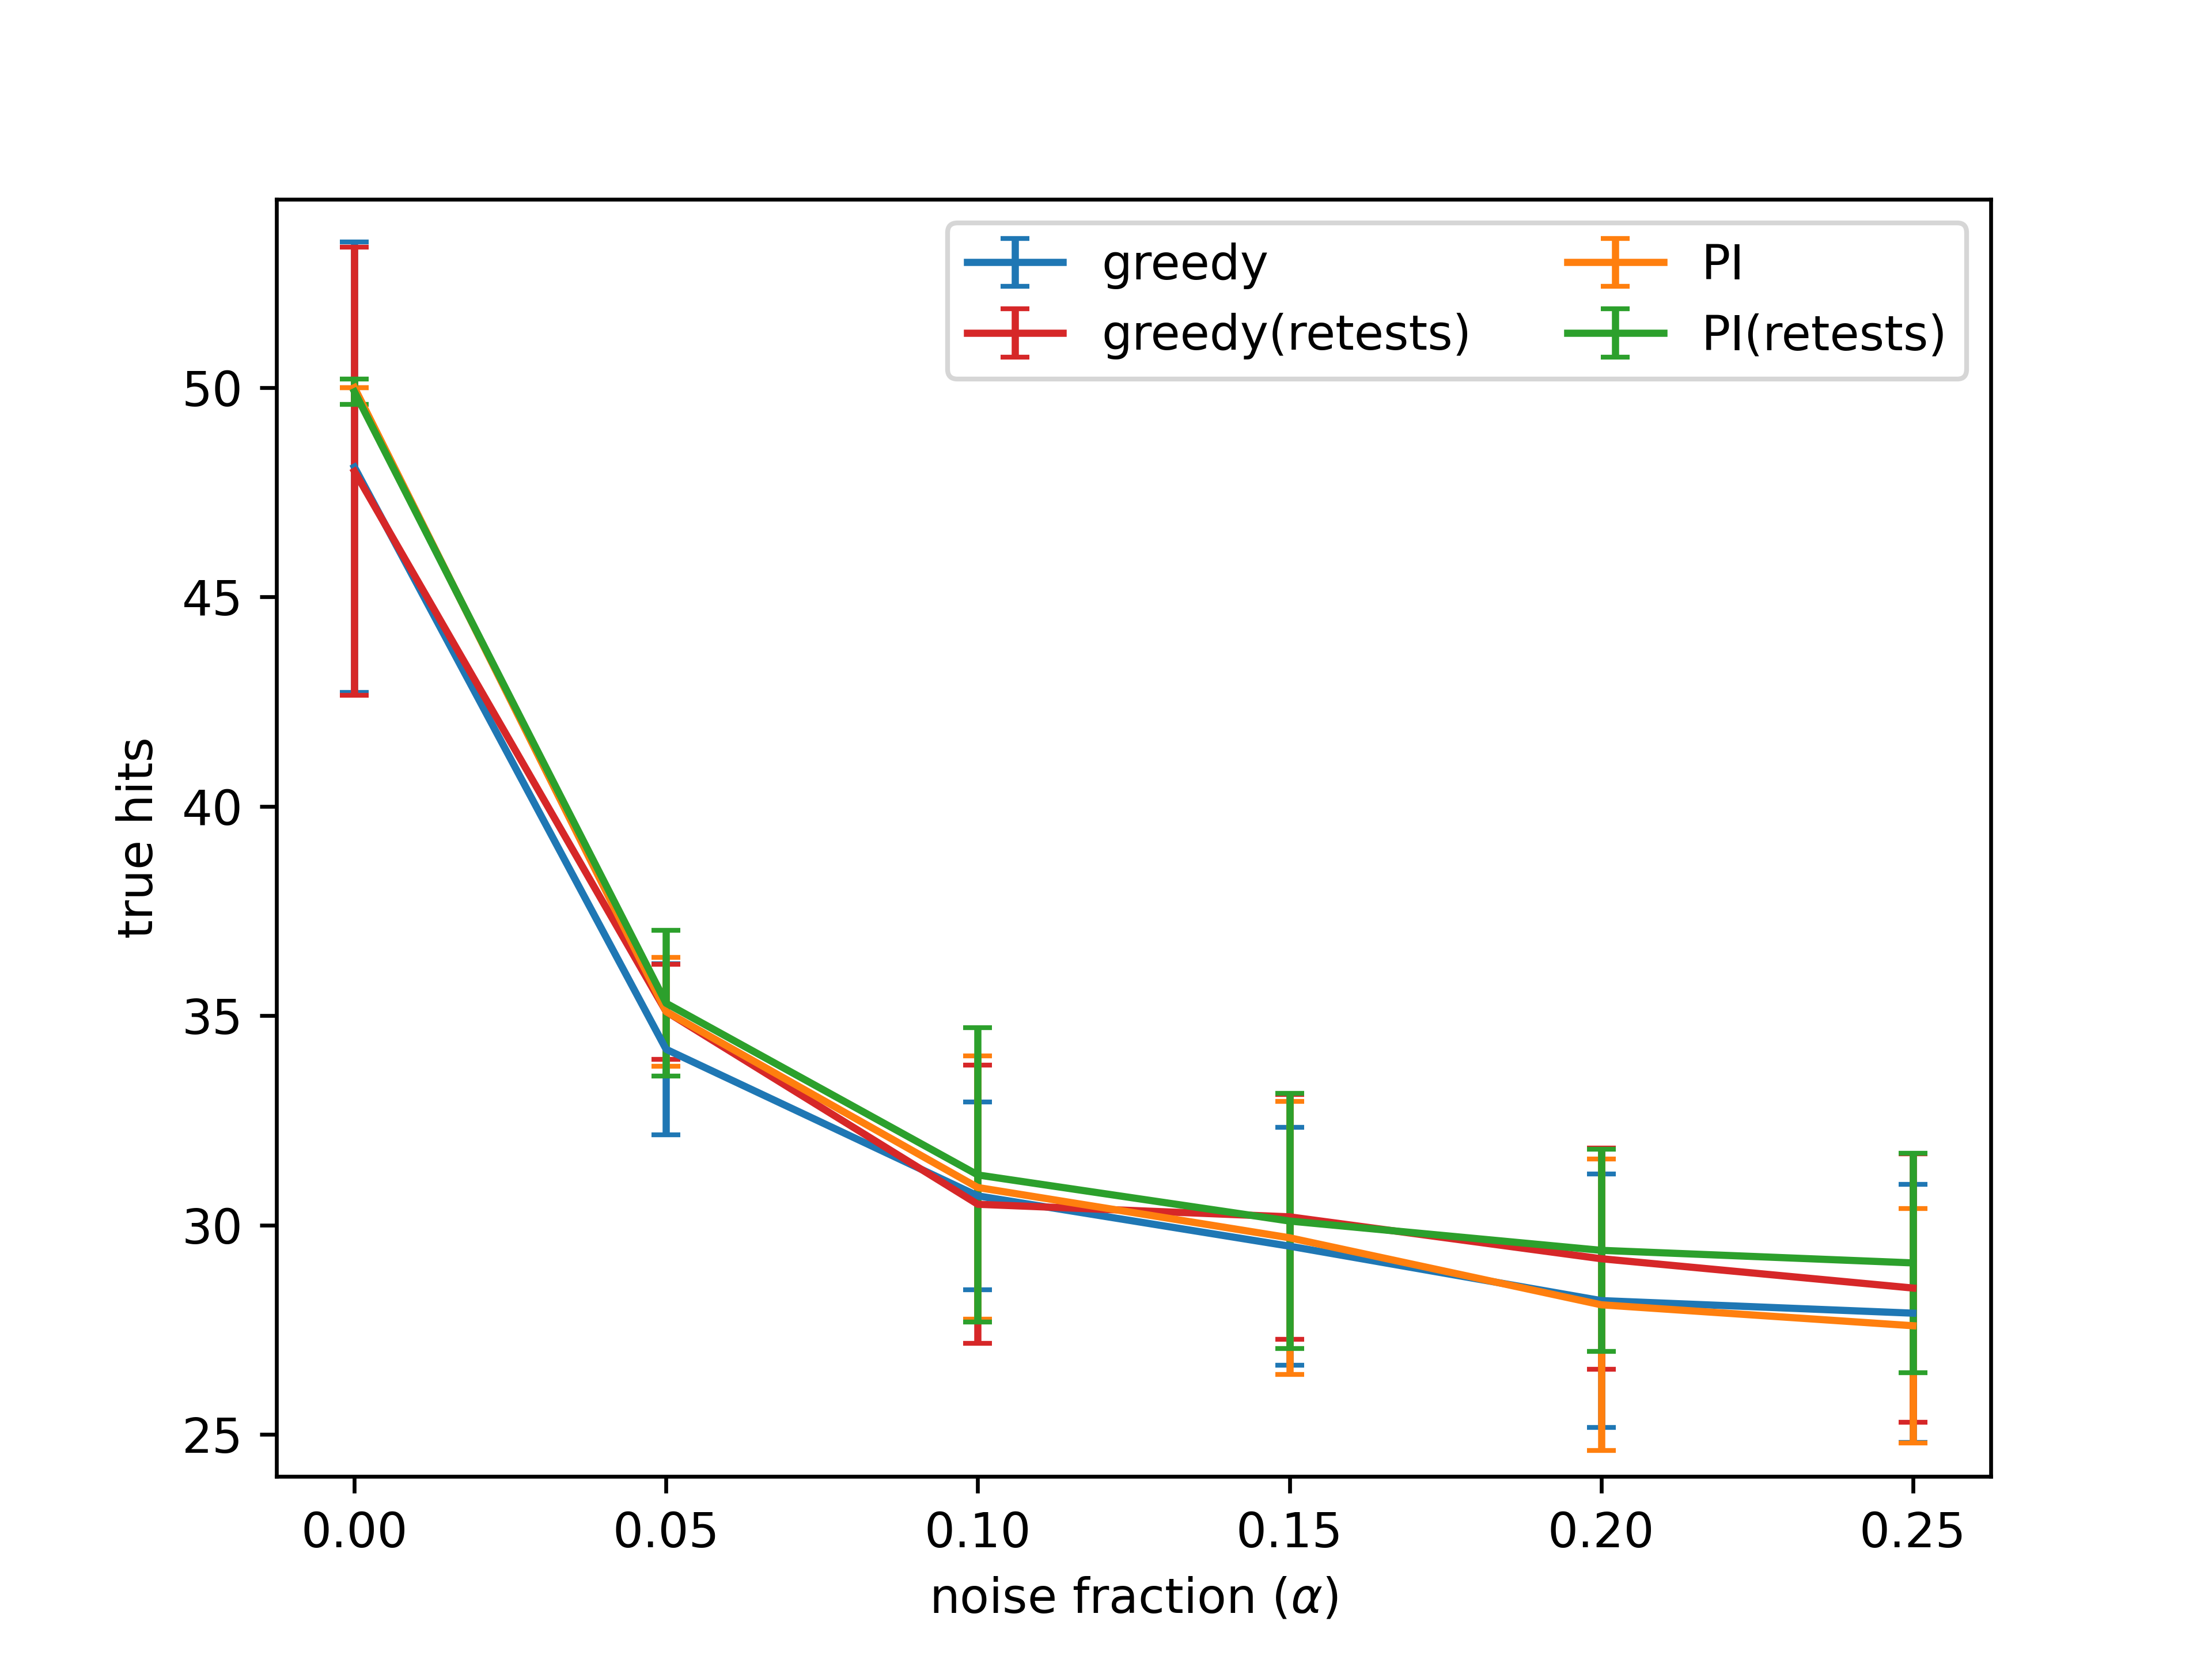 greedy
greedy(retests)
PI
PI(retests)
true hits
50
45
40
35
30
25
0.00 0.05 0.10 0.15 0.20 0.25
noise fraction (α)